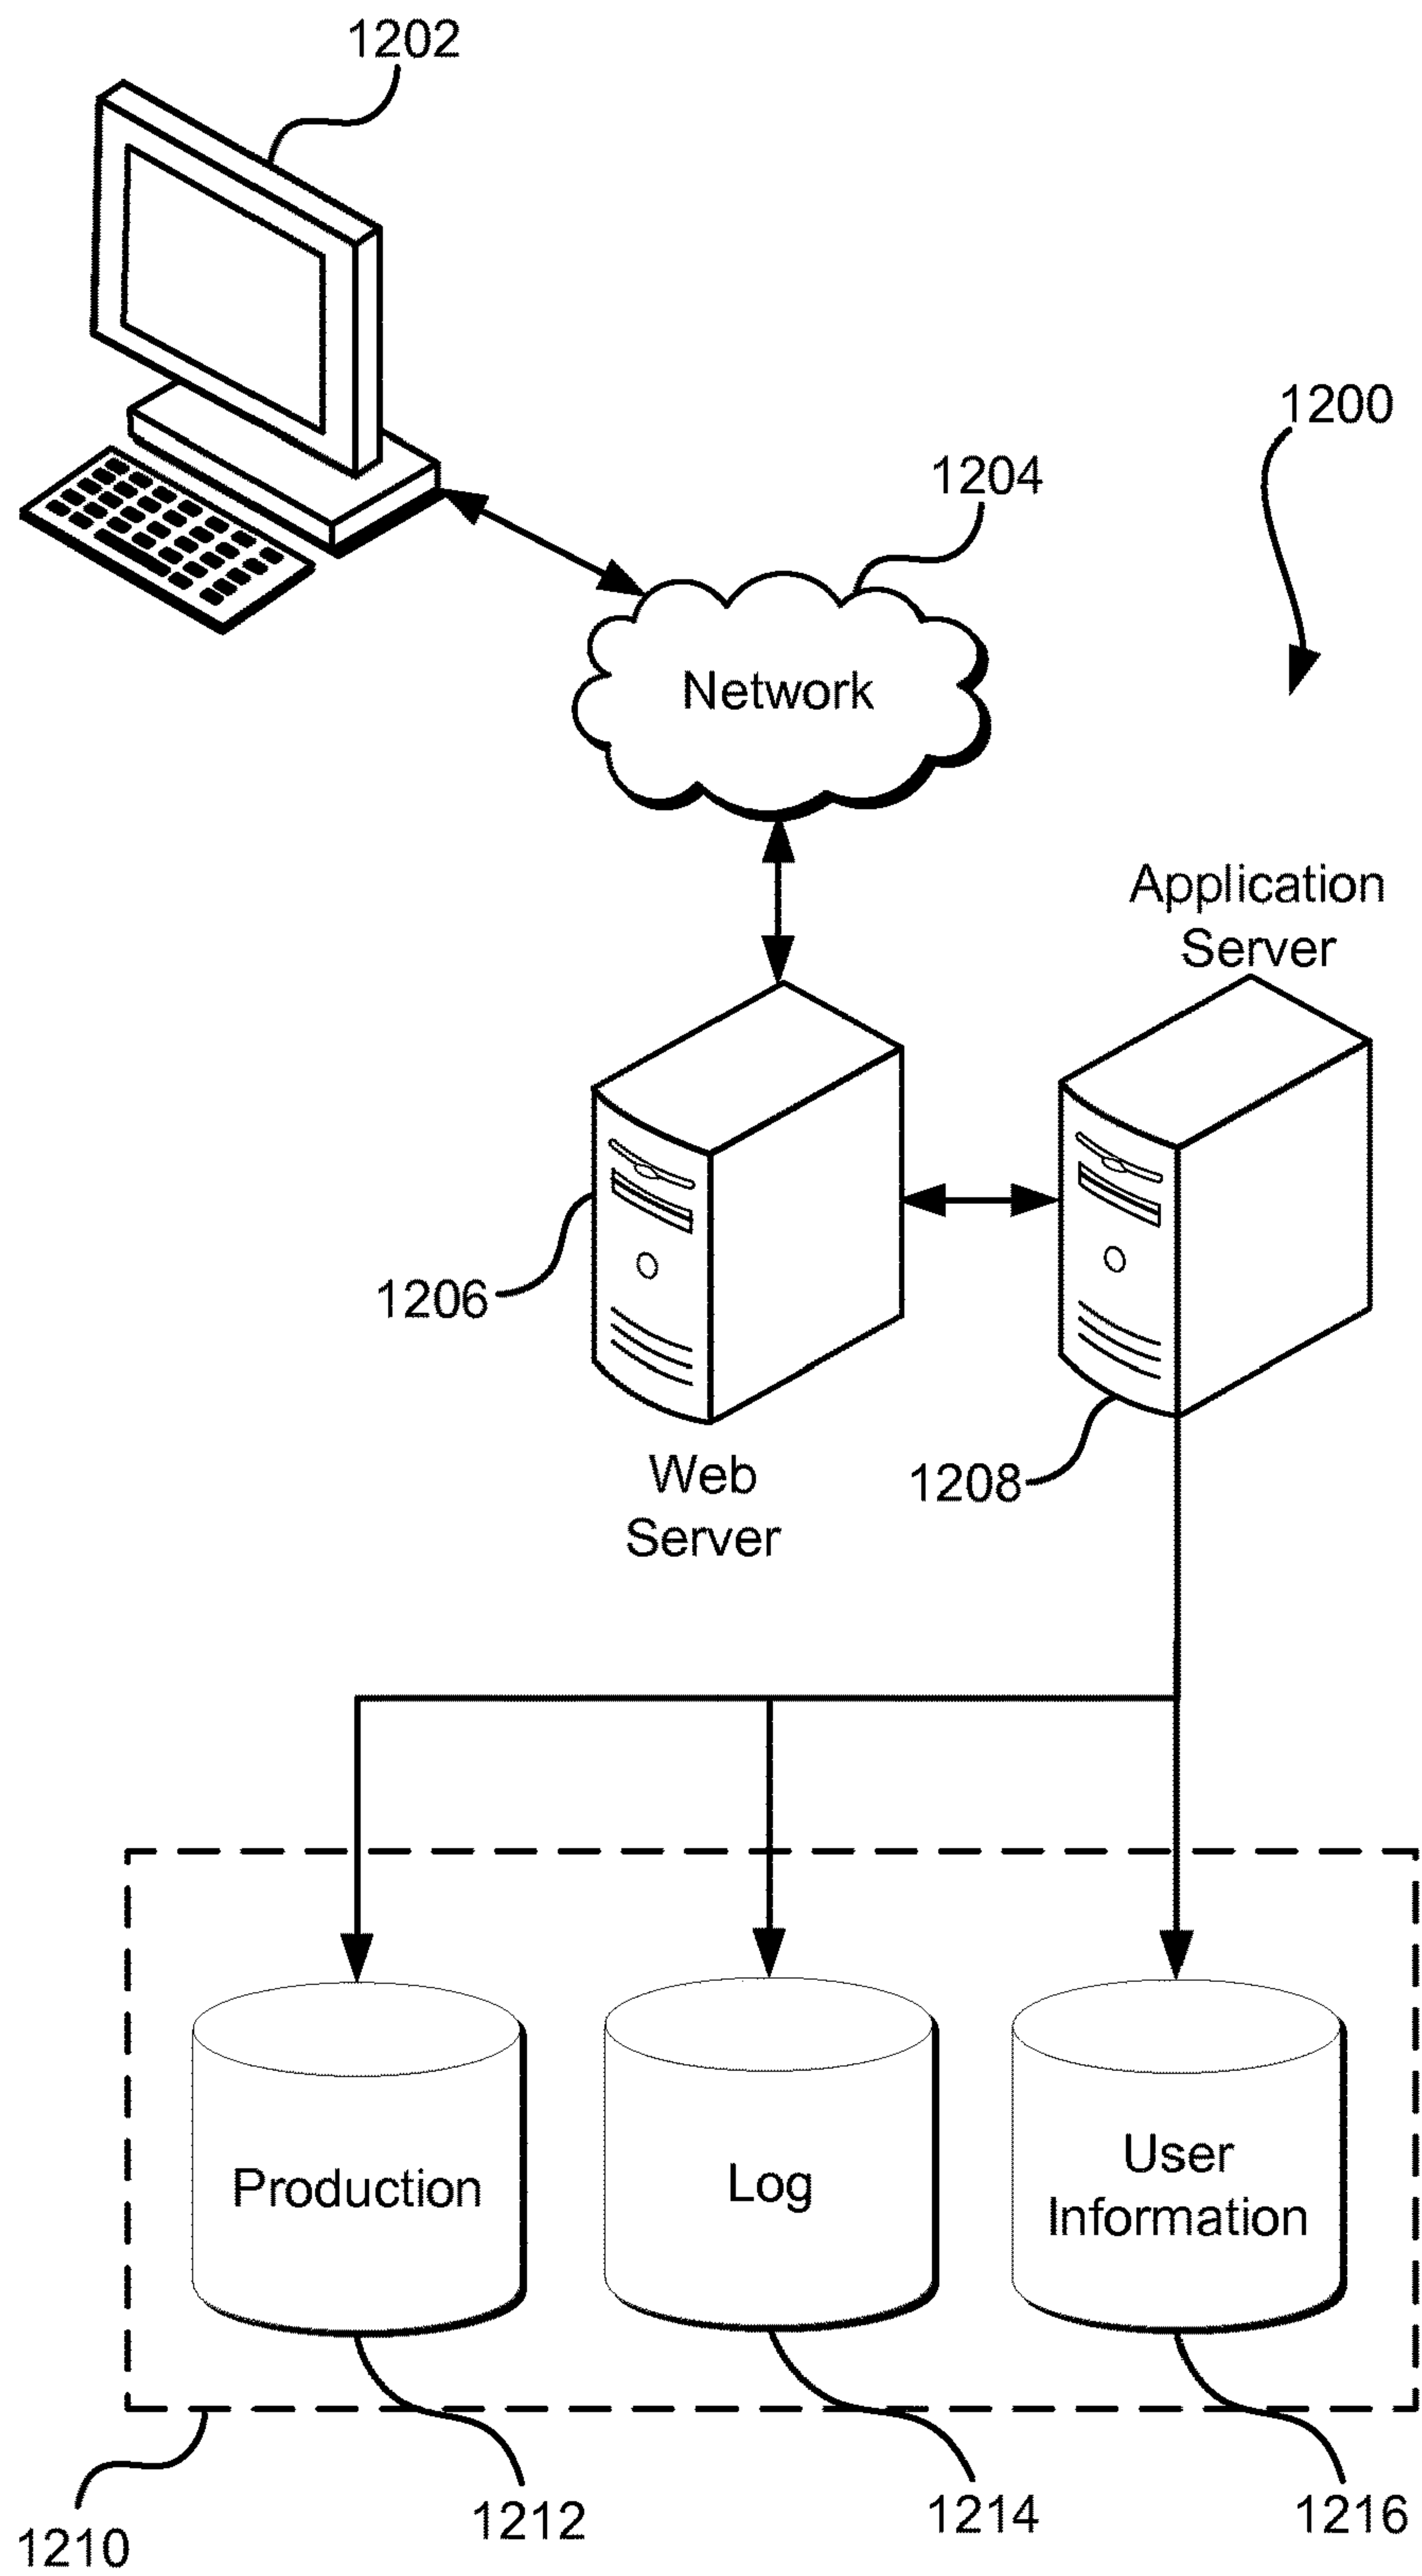 1202
1200
1204
Network
Application
Server
1206
Web
Server
1208
Production
Log
User
Information
1210
1212
1214
1216